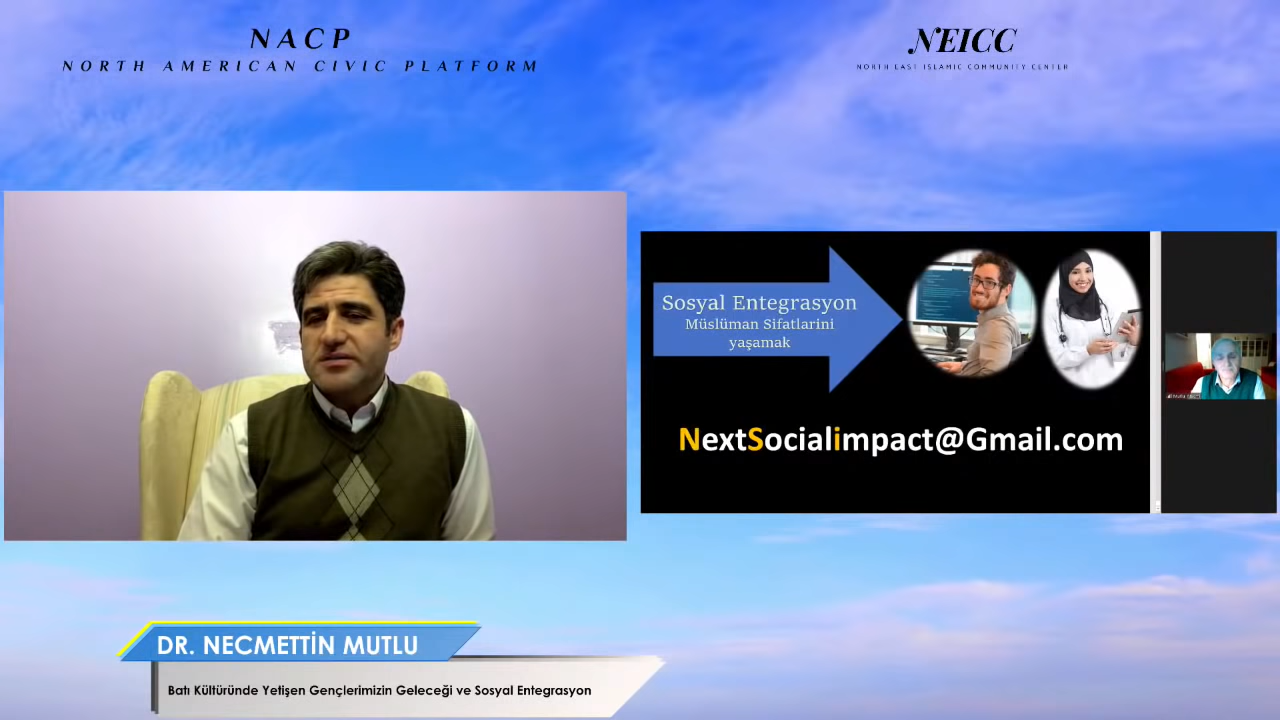 NACP
NORTH AMERICAN CIVIC PLATFORM
NEICC
NORTH EAST ISLAMIC COMMUNITY CENTER
Sosyal Entegrasyon
Müslüman Sifatlarini
yaşamak
NextSocialimpact@Gmail.com
DR. NECMETTİN MUTLU
Batı Kültüründe Yetişen Gençlerimizin Geleceği ve Sosyal Entegrasyon